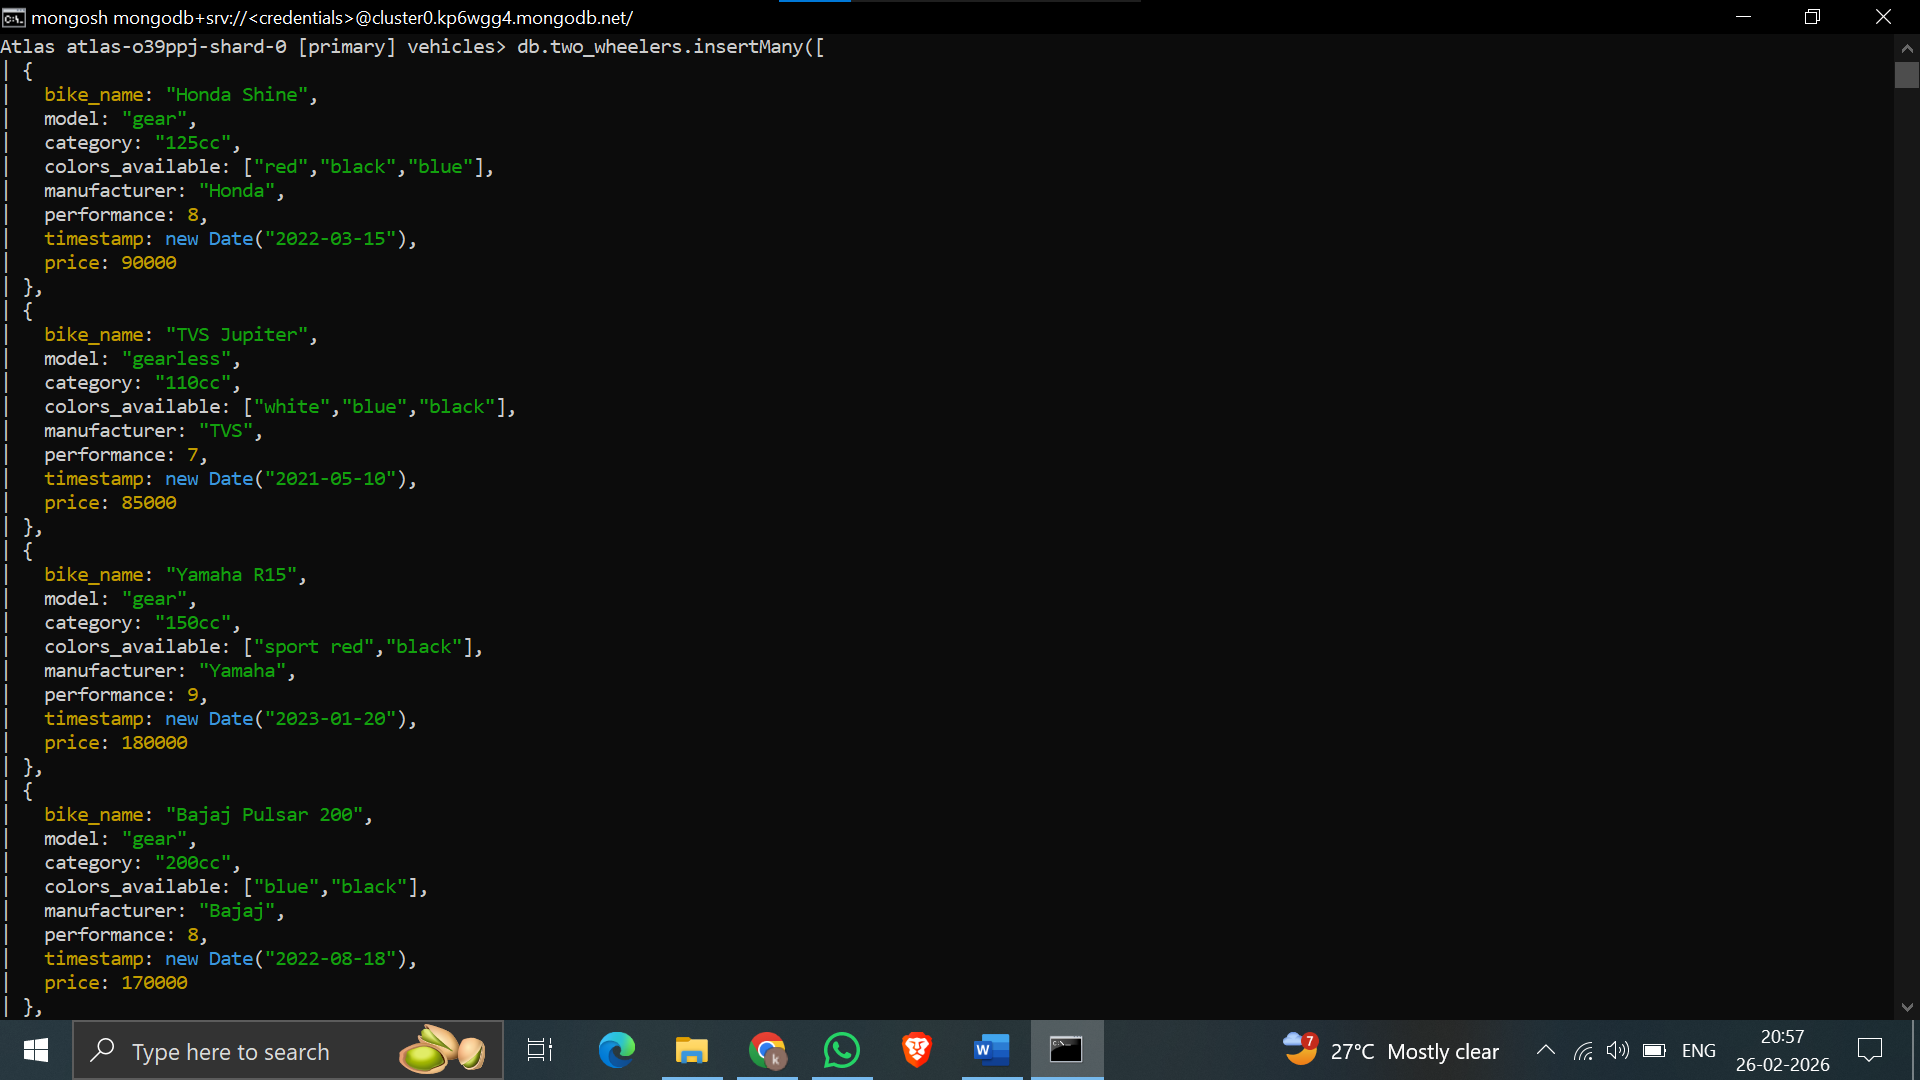 mongosh mongodb+srv://<credentials>@cluster0.kp6wgg4.mongodb.net/
Atlas atlas-o39ppj-shard-0 [primary] vehicles> db.two_wheelers.insertMany([
| {
|   bike_name: "Honda Shine",
|   model: "gear",
|   category: "125cc",
|   colors_available: ["red","black","blue"],
|   manufacturer: "Honda",
|   performance: 8,
|   timestamp: new Date("2022-03-15"),
|   price: 90000
| },
| {
|   bike_name: "TVS Jupiter",
|   model: "gearless",
|   category: "110cc",
|   colors_available: ["white","blue","black"],
|   manufacturer: "TVS",
|   performance: 7,
|   timestamp: new Date("2021-05-10"),
|   price: 85000
| },
| {
|   bike_name: "Yamaha R15",
|   model: "gear",
|   category: "150cc",
|   colors_available: ["sport red","black"],
|   manufacturer: "Yamaha",
|   performance: 9,
|   timestamp: new Date("2023-01-20"),
|   price: 180000
| },
| {
|   bike_name: "Bajaj Pulsar 200",
|   model: "gear",
|   category: "200cc",
|   colors_available: ["blue","black"],
|   manufacturer: "Bajaj",
|   performance: 8,
|   timestamp: new Date("2022-08-18"),
|   price: 170000
| },
Type here to search
k
W
7
27°C Mostly clear
ENG
20:57
26-02-2026